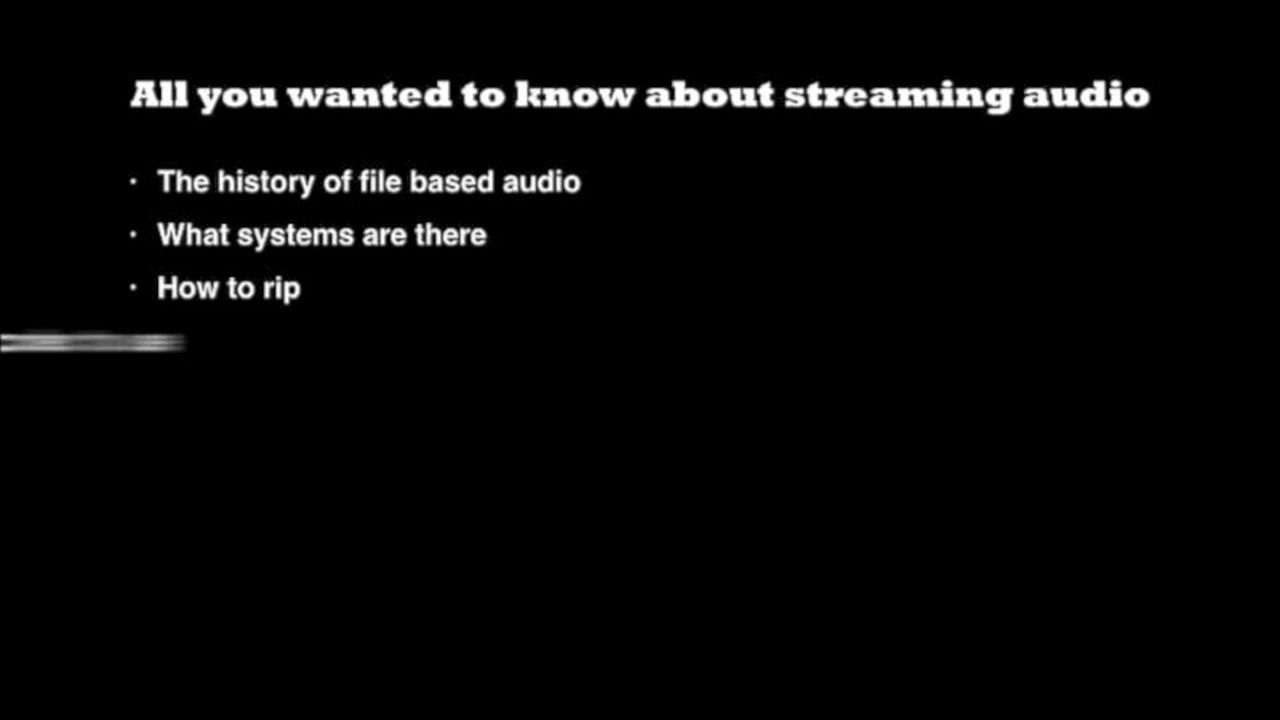 All you wanted to know about streaming audio
· The history of file based audio
· What systems are there
· How to rip